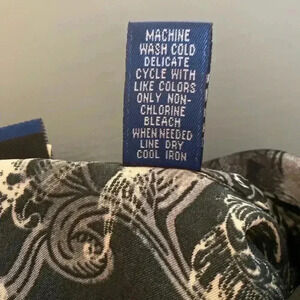 MACHINE
WASH COLD
DELICATE
CYCLE WITH
LIKE COLORS
ONLY NON-
CHLORINE
BLEACH
WHEN NEEDED
LINE DRY
COOL IRON